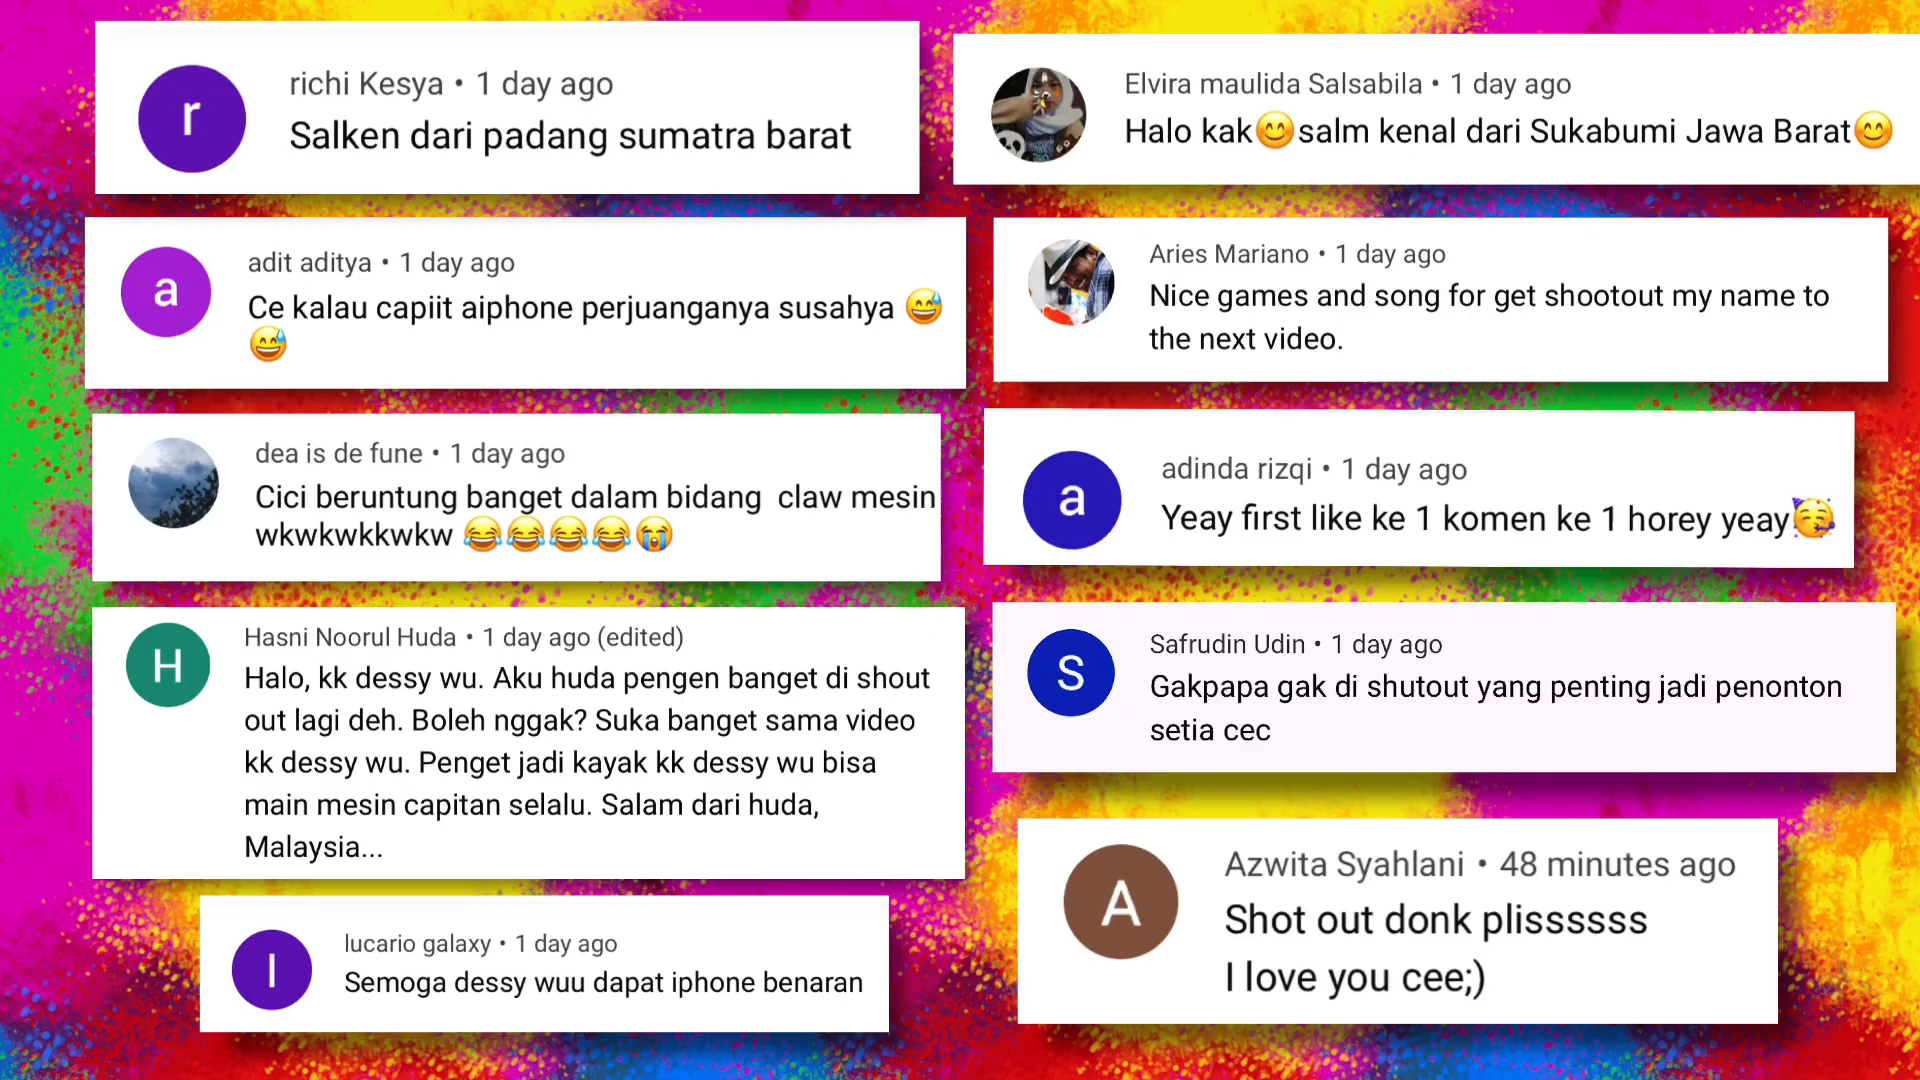 r
richi Kesya • 1 day ago
Salken dari padang sumatra barat
a
adit aditya • 1 day ago
Ce kalau capiit aiphone perjuanganya susahya 😅
😅
dea is de fune • 1 day ago
Cici beruntung banget dalam bidang claw mesin
wkwkwkkwkw 😂😂😂😂😭
H
Hasni Noorul Huda • 1 day ago (edited)
Halo, kk dessy wu. Aku huda pengen banget di shout
out lagi deh. Boleh nggak? Suka banget sama video
kk dessy wu. Penget jadi kayak kk dessy wu bisa
main mesin capitan selalu. Salam dari huda,
Malaysia...
l
lucario galaxy • 1 day ago
Semoga dessy wuu dapat iphone benaran
Elvira maulida Salsabila • 1 day ago
Halo kak😊salm kenal dari Sukabumi Jawa Barat😊
Aries Mariano • 1 day ago
Nice games and song for get shootout my name to
the next video.
a
adinda rizqi • 1 day ago
Yeay first like ke 1 komen ke 1 horey yeay🥳
S
Safrudin Udin • 1 day ago
Gakpapa gak di shutout yang penting jadi penonton
setia cec
A
Azwita Syahlani • 48 minutes ago
Shot out donk plissssss
I love you cee;)